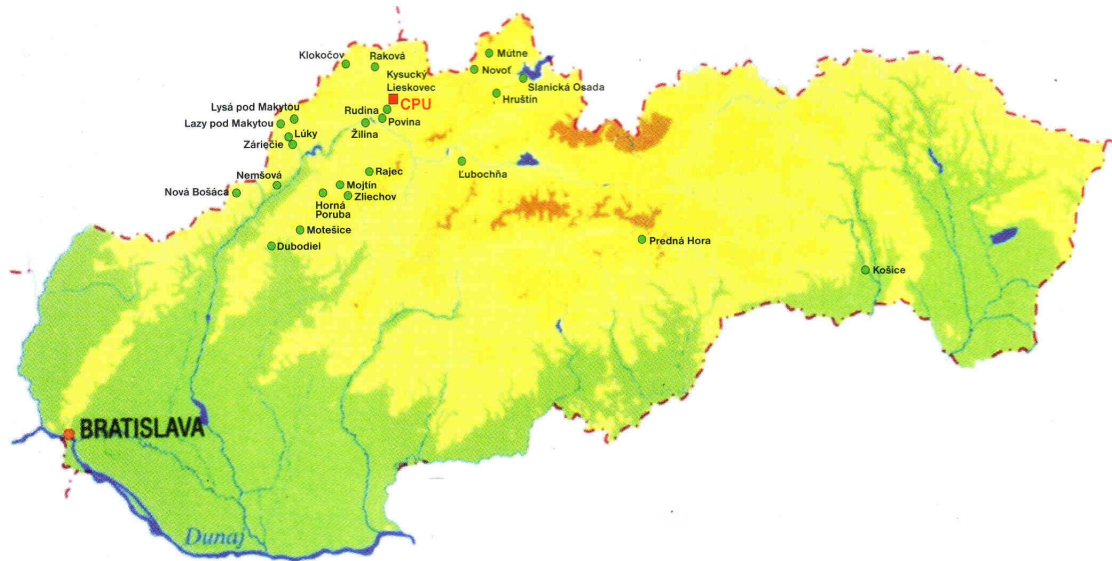 Mútne
Klokočov
Raková
Novoť
Kysucký
Lieskovec
Slanická Osada
Hruštín
CPU
Lysá pod Makytou
Rudina
Povina
Lazy pod Makytou
Žilina
Lúky
Záriečie
Ľubochňa
Rajec
Nemšová
Mojtín
Nová Bošáca
Zliechov
Horná
Poruba
Motešice
Dubodiel
Predná Hora
Košice
BRATISLAVA
Dunaj